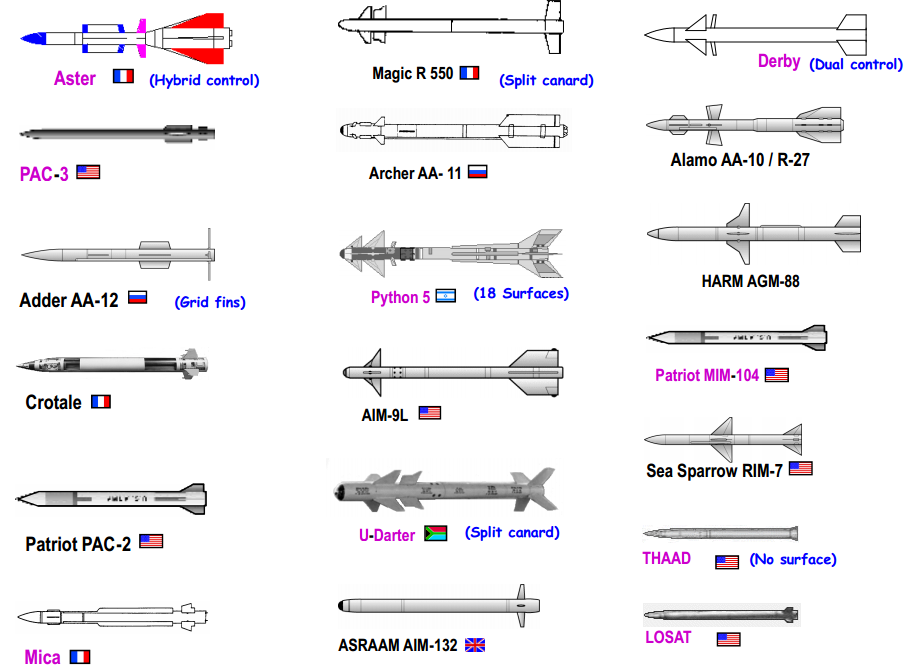 Aster (Hybrid control)
Magic R 550 (Split canard)
Derby (Dual control)
PAC-3
Archer AA- 11
Alamo AA-10 / R-27
Adder AA-12 (Grid fins)
Python 5 (18 Surfaces)
HARM AGM-88
Crotale
AIM-9L
Patriot MIM-104
Sea Sparrow RIM-7
Patriot PAC-2
U-Darter (Split canard)
THAAD (No surface)
Mica
ASRAAM AIM-132
LOSAT